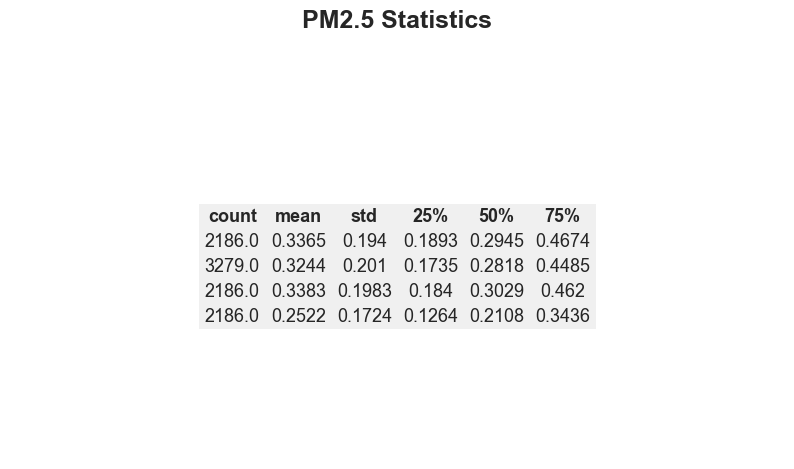 PM2.5 Statistics
count mean std 25% 50% 75%
2186.0 0.3365 0.194 0.1893 0.2945 0.4674
3279.0 0.3244 0.201 0.1735 0.2818 0.4485
2186.0 0.3383 0.1983 0.184 0.3029 0.462
2186.0 0.2522 0.1724 0.1264 0.2108 0.3436